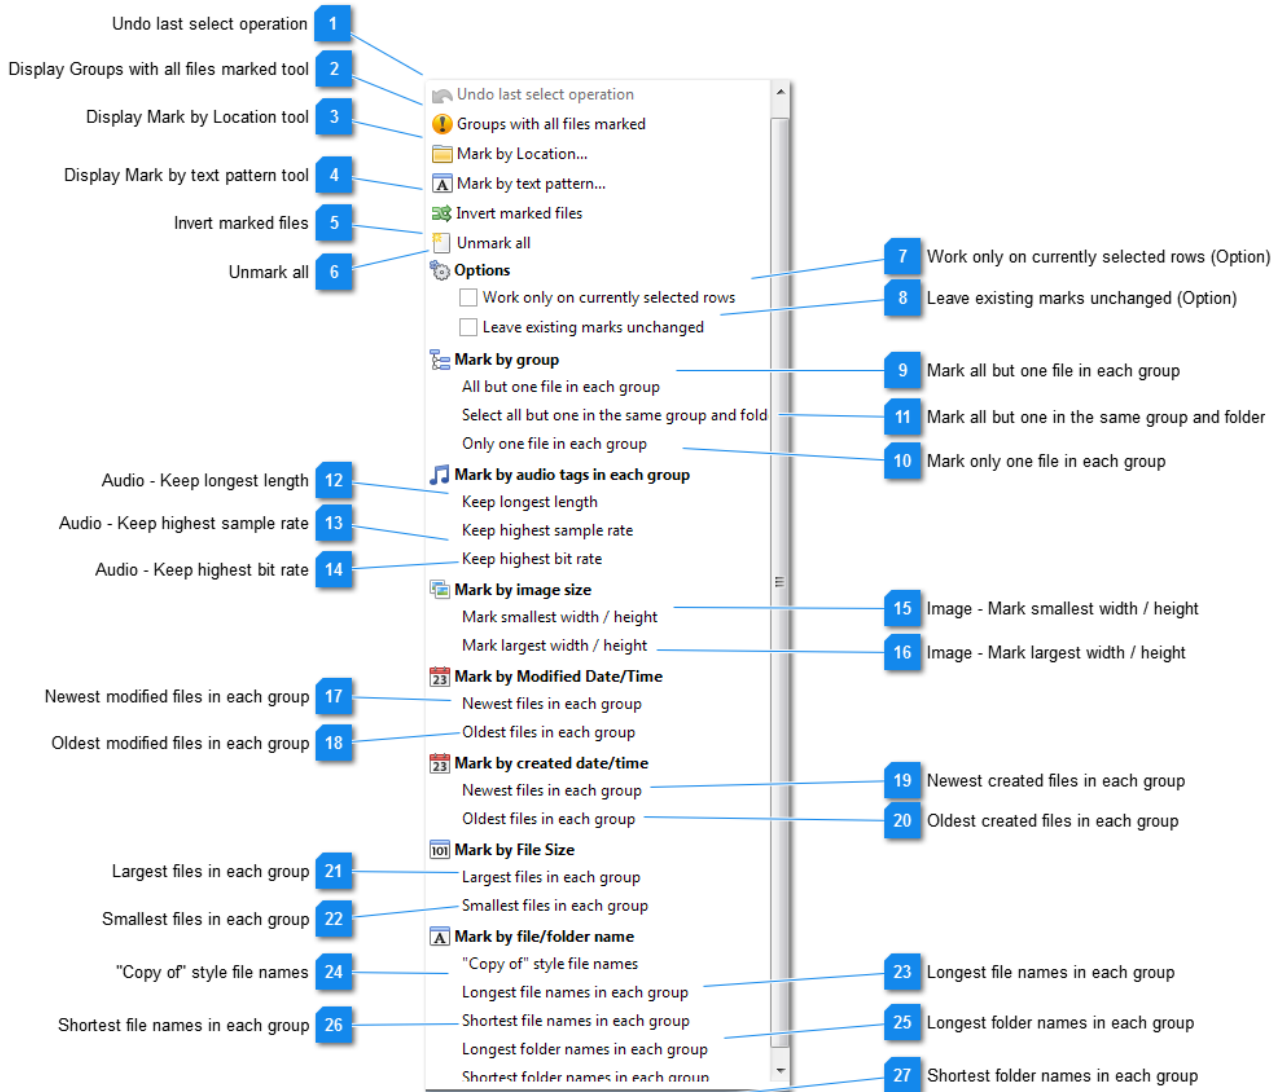 1 Undo last select operation
2 Display Groups with all files marked tool
3 Display Mark by Location tool
4 Display Mark by text pattern tool
5 Invert marked files
6 Unmark all
Undo last select operation
Groups with all files marked
Mark by Location...
Mark by text pattern...
Invert marked files
Unmark all
Options
Work only on currently selected rows
Leave existing marks unchanged
7 Work only on currently selected rows (Option)
8 Leave existing marks unchanged (Option)
Mark by group
All but one file in each group
Select all but one in the same group and fold
Only one file in each group
9 Mark all but one file in each group
11 Mark all but one in the same group and folder
10 Mark only one file in each group
Audio - Keep longest length 12
Audio - Keep highest sample rate 13
Audio - Keep highest bit rate 14
Mark by audio tags in each group
Keep longest length
Keep highest sample rate
Keep highest bit rate
Mark by image size
Mark smallest width / height
Mark largest width / height
15 Image - Mark smallest width / height
16 Image - Mark largest width / height
Newest modified files in each group 17
Oldest modified files in each group 18
23 Mark by Modified Date/Time
Newest files in each group
Oldest files in each group
23 Mark by created date/time
Newest files in each group
Oldest files in each group
19 Newest created files in each group
20 Oldest created files in each group
Largest files in each group 21
Smallest files in each group 22
101 Mark by File Size
Largest files in each group
Smallest files in each group
A Mark by file/folder name
"Copy of" style file names
Longest file names in each group
Shortest file names in each group
Longest folder names in each group
Shortest folder names in each group
"Copy of" style file names 24
Shortest file names in each group 26
23 Longest file names in each group
25 Longest folder names in each group
27 Shortest folder names in each group